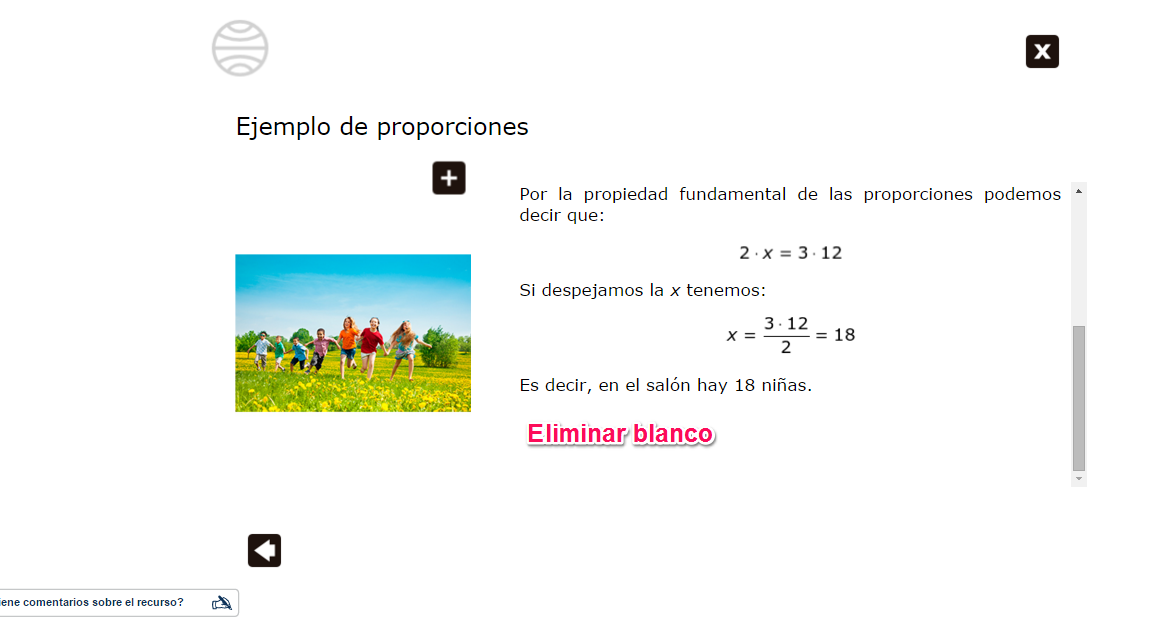 Ejemplo de proporciones
Por la propiedad fundamental de las proporciones podemos
decir que:
2 · x = 3 · 12
Si despejamos la x tenemos:
x = 3 · 12 / 2 = 18
Es decir, en el salón hay 18 niñas.
Eliminar blanco
comentarios sobre el recurso?